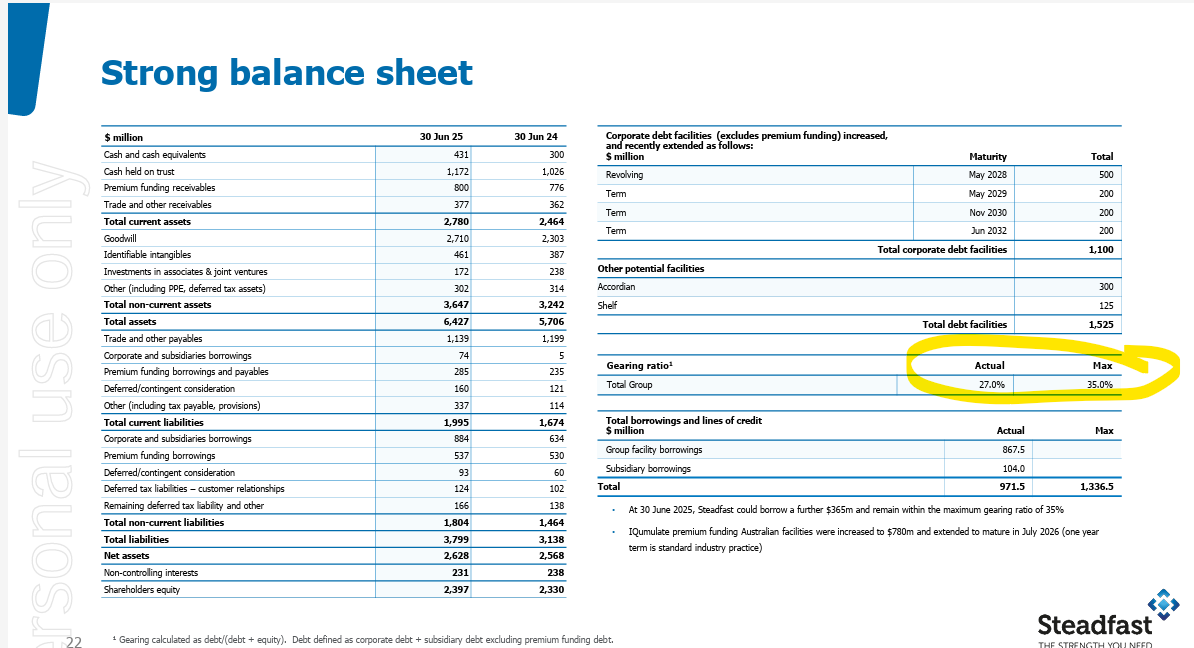 Strong balance sheet
$ million 30 Jun 25 30 Jun 24
Cash and cash equivalents 431 300
Cash held on trust 1,172 1,026
Premium funding receivables 800 776
Trade and other receivables 377 362
Total current assets 2,780 2,464
Goodwill 2,710 2,303
Identifiable intangibles 461 387
Investments in associates & joint ventures 172 238
Other (including PPE, deferred tax assets) 302 314
Total non-current assets 3,647 3,242
Total assets 6,427 5,706
Trade and other payables 1,139 1,199
Corporate and subsidiaries borrowings 74 5
Premium funding borrowings and payables 285 235
Deferred/contingent consideration 160 121
Other (including tax payable, provisions) 337 114
Total current liabilities 1,995 1,674
Corporate and subsidiaries borrowings 884 634
Premium funding borrowings 537 530
Deferred/contingent consideration 93 60
Deferred tax liabilities – customer relationships 124 102
Remaining deferred tax liability and other 166 138
Total non-current liabilities 1,804 1,464
Total liabilities 3,799 3,138
Net assets 2,628 2,568
Non-controlling interests 231 238
Shareholders equity 2,397 2,330
Corporate debt facilities (excludes premium funding) increased,
and recently extended as follows:
$ million Maturity Total
Revolving May 2028 500
Term May 2029 200
Term Nov 2030 200
Term Jun 2032 200
Total corporate debt facilities 1,100
Other potential facilities
Accordian 300
Shelf 125
Total debt facilities 1,525
Gearing ratio¹ Actual Max
Total Group 27.0% 35.0%
Total borrowings and lines of credit
$ million Actual Max
Group facility borrowings 867.5
Subsidiary borrowings 104.0
Total 971.5 1,336.5
• At 30 June 2025, Steadfast could borrow a further $365m and remain within the maximum gearing ratio of 35%
• IQumulate premium funding Australian facilities were increased to $780m and extended to mature in July 2026 (one year
term is standard industry practice)
22
¹ Gearing calculated as debt/(debt + equity). Debt defined as corporate debt + subsidiary debt excluding premium funding debt.
Steadfast
THE STRENGTH YOU NEED
ersonal use only